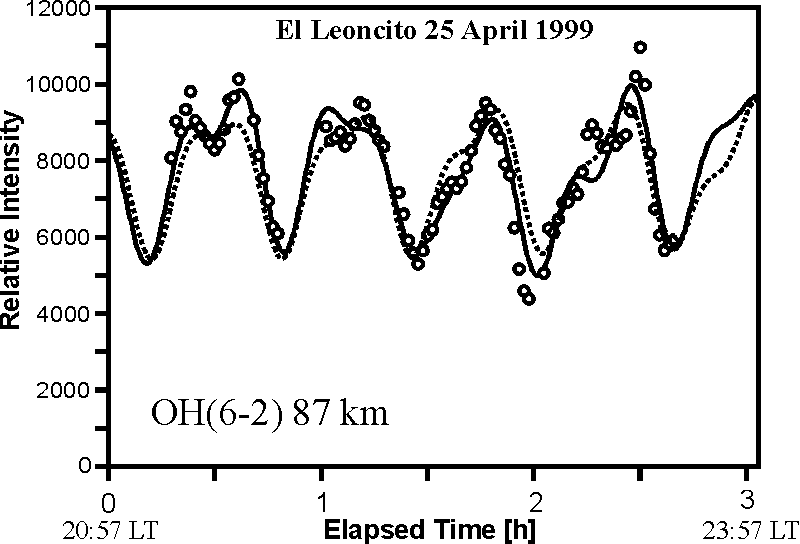 El Leoncito 25 April 1999
12000
10000
8000
6000
4000
2000
0
Relative Intensity
OH(6-2) 87 km
0 1 2 3
20:57 LT Elapsed Time [h] 23:57 LT